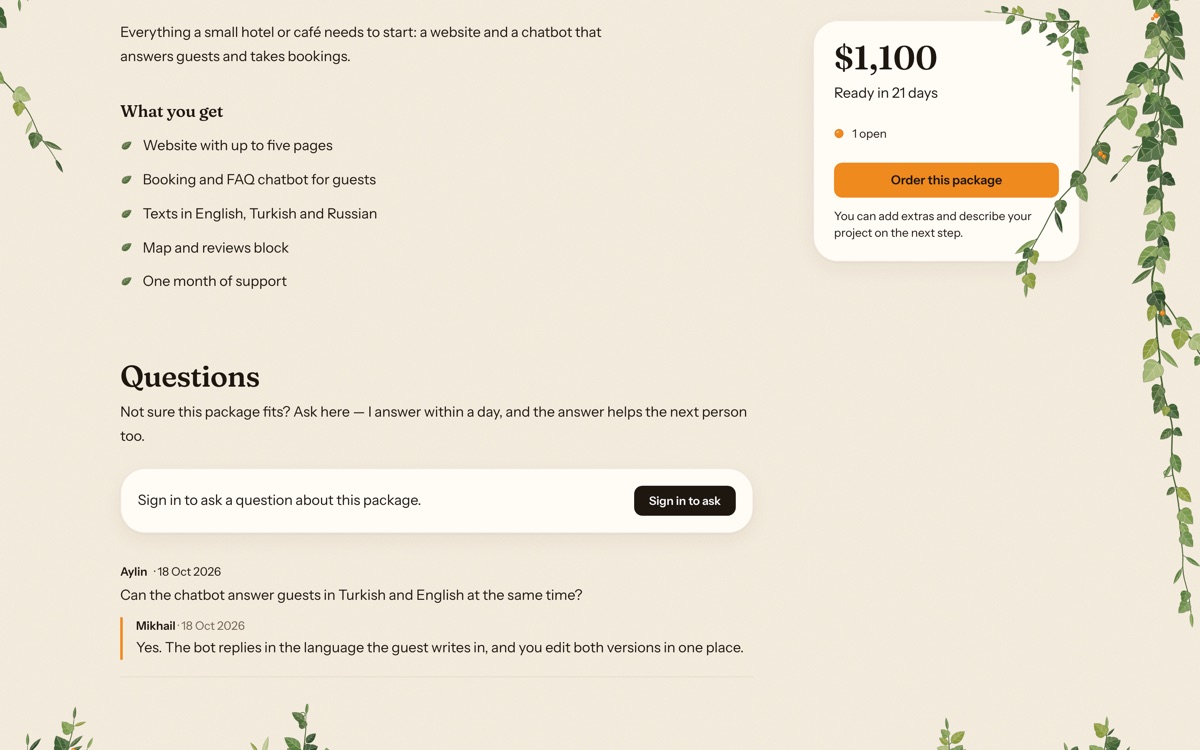 Everything a small hotel or café needs to start: a website and a chatbot that
answers guests and takes bookings.
What you get
Website with up to five pages
Booking and FAQ chatbot for guests
Texts in English, Turkish and Russian
Map and reviews block
One month of support
$1,100
Ready in 21 days
1 open
Order this package
You can add extras and describe your
project on the next step.
Questions
Not sure this package fits? Ask here — I answer within a day, and the answer helps the next person
too.
Sign in to ask a question about this package.
Sign in to ask
Aylin · 18 Oct 2026
Can the chatbot answer guests in Turkish and English at the same time?
Mikhail · 18 Oct 2026
Yes. The bot replies in the language the guest writes in, and you edit both versions in one place.